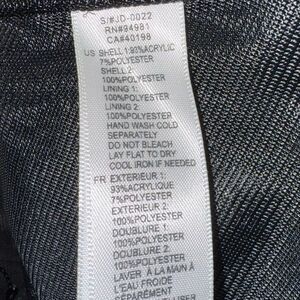 S/#JD-0022
RN#94981
CA#40198
US SHELL 1:93%ACRYLIC
7%POLYESTER
SHELL 2:
100%POLYESTER
LINING 1:
100%POLYESTER
LINING 2:
100%POLYESTER
HAND WASH COLD
SEPARATELY
DO NOT BLEACH
LAY FLAT TO DRY
COOL IRON IF NEEDED
FR EXTERIEUR 1:
93%ACRYLIQUE
7%POLYESTER
EXTERIEUR 2:
100%POLYESTER
DOUBLURE 1:
100%POLYESTER
DOUBLURE 2:
100%POLYESTER
LAVER À LA MAIN À
L'EAU FROIDE
SÉPARÉMENT